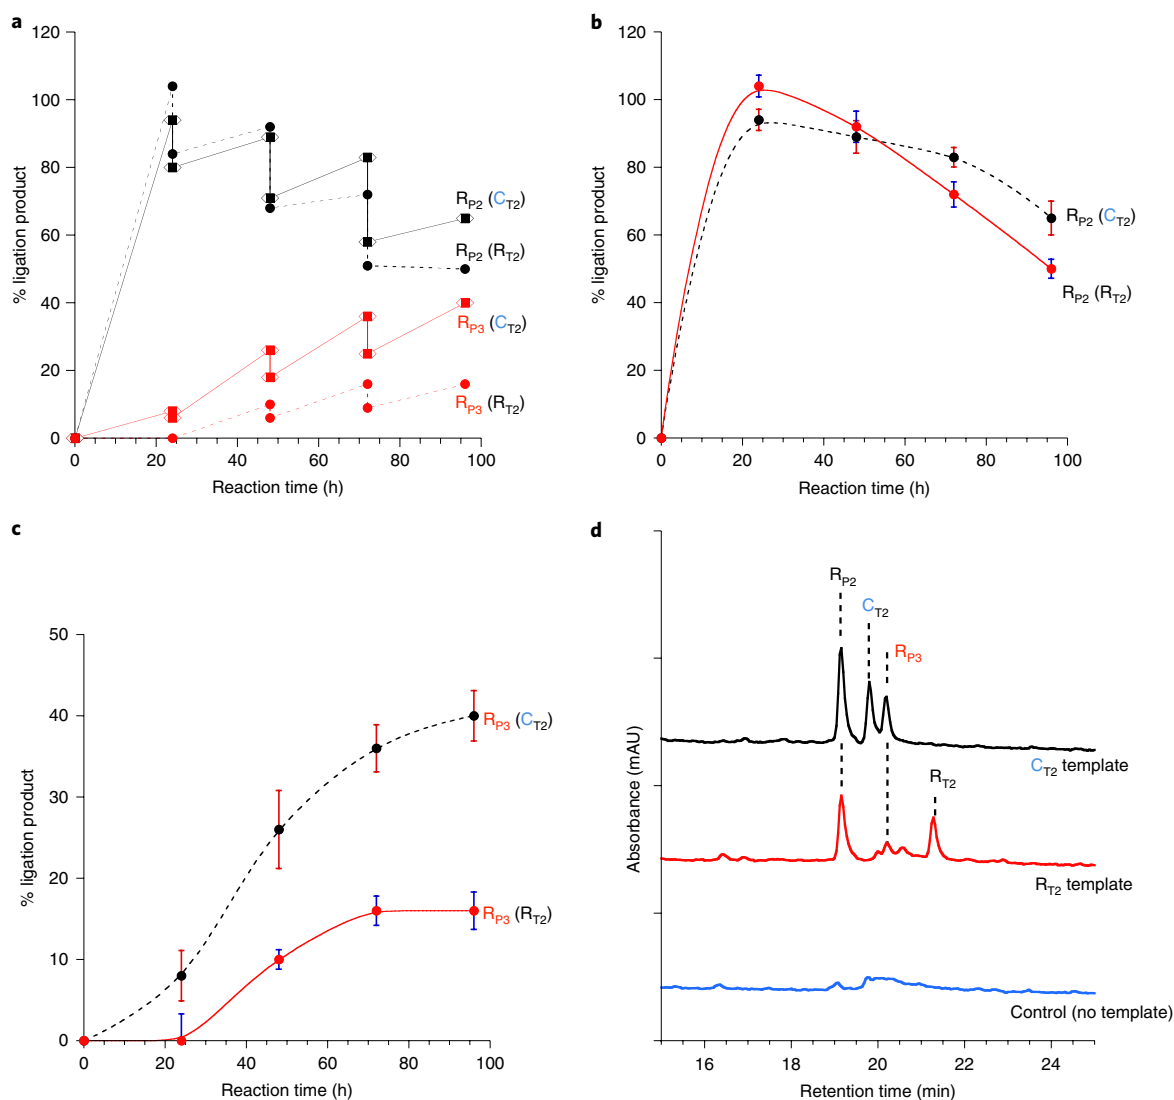 a
120
100
80
60
40
20
0
% ligation product
0 20 40 60 80 100
Reaction time (h)
RP2 (CT2)
RP2 (RT2)
RP3 (CT2)
RP3 (RT2)
b
120
100
80
60
40
20
0
% ligation product
0 20 40 60 80 100
Reaction time (h)
RP2 (CT2)
RP2 (RT2)
c
50
40
30
20
10
0
% ligation product
0 20 40 60 80 100
Reaction time (h)
RP3 (CT2)
RP3 (RT2)
d
Absorbance (mAU)
RP2
CT2
RP3
CT2 template
RT2
RT2 template
Control (no template)
16 18 20 22 24
Retention time (min)